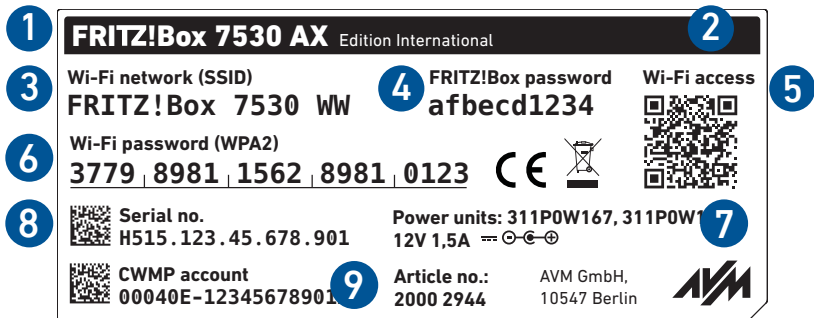 1 FRITZ!Box 7530 AX Edition International 2
3 Wi-Fi network (SSID)
FRITZ!Box 7530 WW
4 FRITZ!Box password
afbecd1234
Wi-Fi access 5
6 Wi-Fi password (WPA2)
3779 8981 1562 8981 0123
CE
8 Serial no.
H515.123.45.678.901
Power units: 311P0W167, 311P0W1
12V 1,5A
7
CWMP account
00040E-12345678901
9
Article no.:
2000 2944
AVM GmbH,
10547 Berlin
AVM